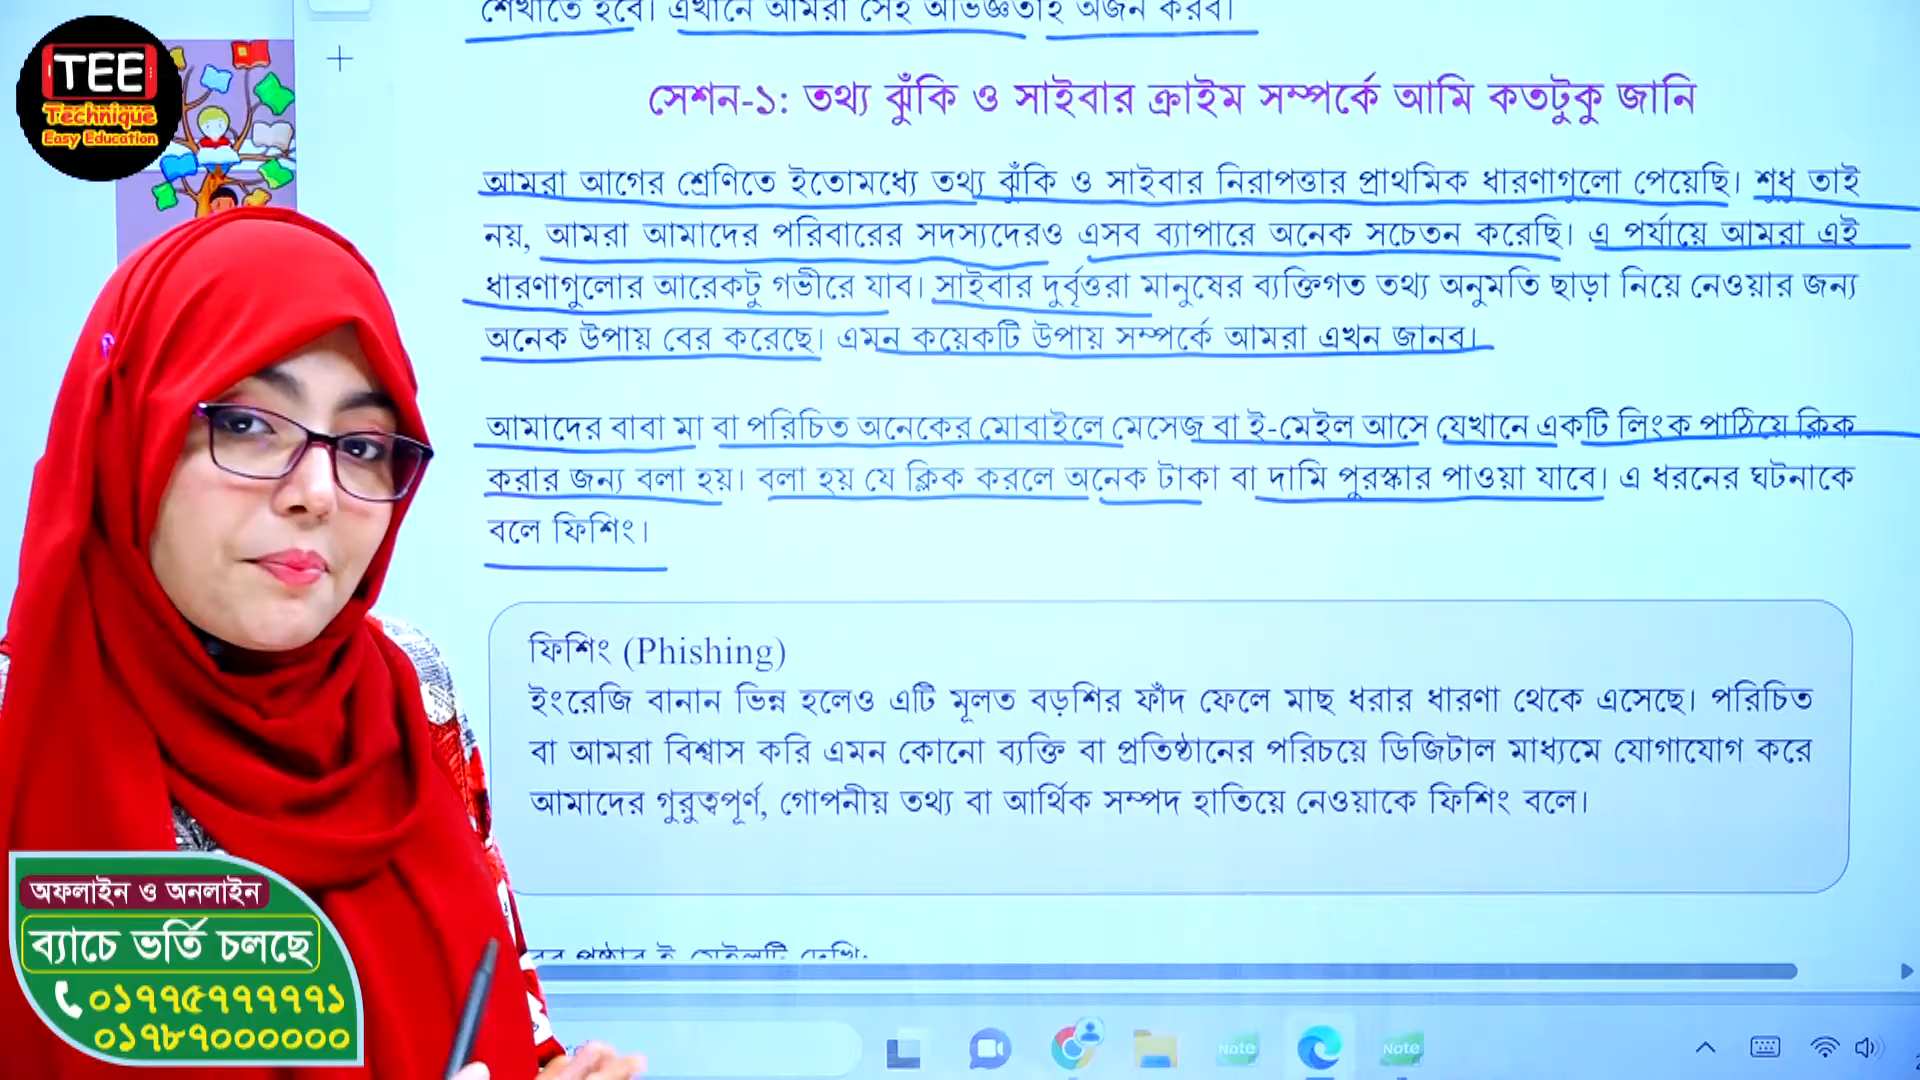 শেখাতে হবে। এখানে আমরা সেই অভিজ্ঞতাই অর্জন করব।
TEE
Technique
Easy Education
সেশন-১: তথ্য ঝুঁকি ও সাইবার ক্রাইম সম্পর্কে আমি কতটুকু জানি
আমরা আগের শ্রেণিতে ইতোমধ্যে তথ্য ঝুঁকি ও সাইবার নিরাপত্তার প্রাথমিক ধারণাগুলো পেয়েছি। শুধু তাই
নয়, আমরা আমাদের পরিবারের সদস্যদেরও এসব ব্যাপারে অনেক সচেতন করেছি। এ পর্যায়ে আমরা এই
ধারণাগুলোর আরেকটু গভীরে যাব। সাইবার দুর্বৃত্তরা মানুষের ব্যক্তিগত তথ্য অনুমতি ছাড়া নিয়ে নেওয়ার জন্য
অনেক উপায় বের করেছে। এমন কয়েকটি উপায় সম্পর্কে আমরা এখন জানব।
আমাদের বাবা মা বা পরিচিত অনেকের মোবাইলে মেসেজ বা ই-মেইল আসে যেখানে একটি লিংক পাঠিয়ে ক্লিক
করার জন্য বলা হয়। বলা হয় যে ক্লিক করলে অনেক টাকা বা দামি পুরস্কার পাওয়া যাবে। এ ধরনের ঘটনাকে
বলে ফিশিং।
ফিশিং (Phishing)
ইংরেজি বানান ভিন্ন হলেও এটি মূলত বড়শির ফাঁদ ফেলে মাছ ধরার ধারণা থেকে এসেছে। পরিচিত
বা আমরা বিশ্বাস করি এমন কোনো ব্যক্তি বা প্রতিষ্ঠানের পরিচয়ে ডিজিটাল মাধ্যমে যোগাযোগ করে
আমাদের গুরুত্বপূর্ণ, গোপনীয় তথ্য বা আর্থিক সম্পদ হাতিয়ে নেওয়াকে ফিশিং বলে।
অফলাইন ও অনলাইন
ব্যাচে ভর্তি চলছে
০১৭৭৫৭৭৭৭৭১
০১৭৮৭০০০০০০
Note
Note